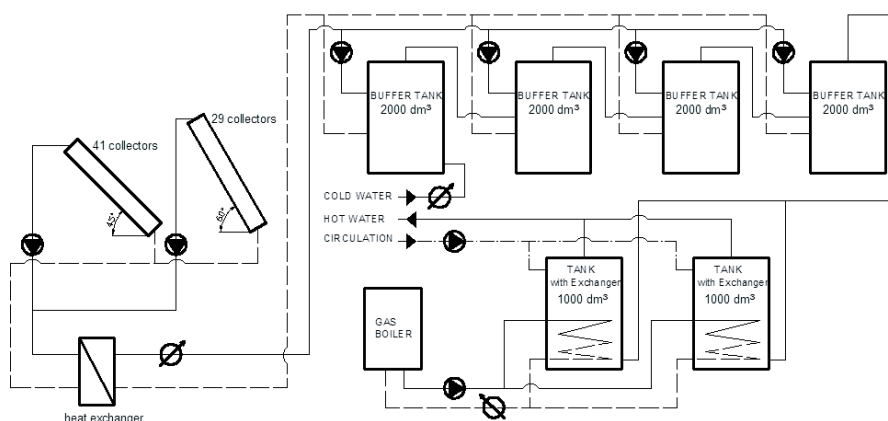 29 collectors
41 collectors
45°
60°
BUFFER TANK
2000 dm³
BUFFER TANK
2000 dm³
BUFFER TANK
2000 dm³
BUFFER TANK
2000 dm³
COLD WATER
HOT WATER
CIRCULATION
TANK
with Exchanger
1000 dm³
TANK
with Exchanger
1000 dm³
GAS
BOILER
heat exchanger